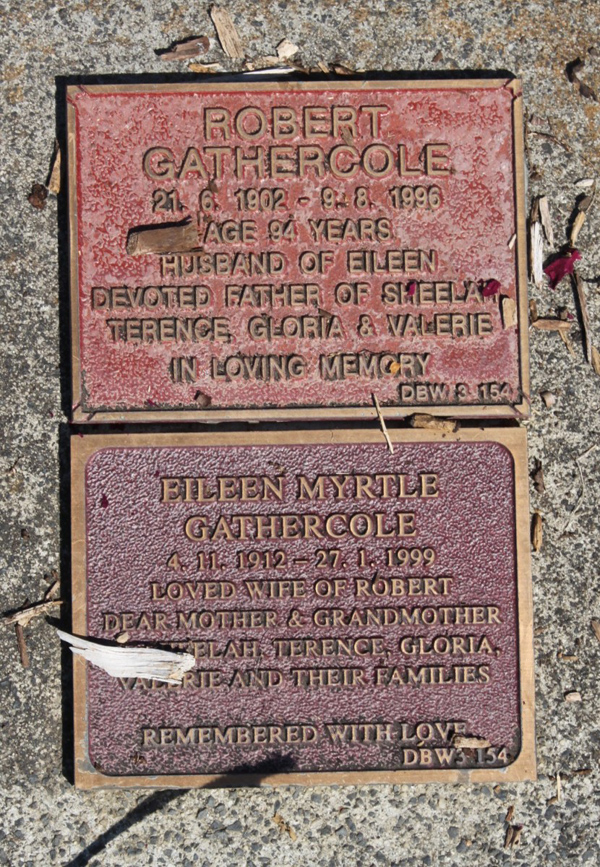 ROBERT
GATHERCOLE
21. 6. 1902 - 9. 8. 1996
AGE 94 YEARS
HUSBAND OF EILEEN
DEVOTED FATHER OF SHEELAH
TERENCE, GLORIA & VALERIE
IN LOVING MEMORY
DBW 3 154
EILEEN MYRTLE
GATHERCOLE
4. 11. 1912 – 27. 1. 1999
LOVED WIFE OF ROBERT
DEAR MOTHER & GRANDMOTHER
TERENCE, GLORIA,
VALERIE AND THEIR FAMILIES
REMEMBERED WITH LOVE
DBW3 154